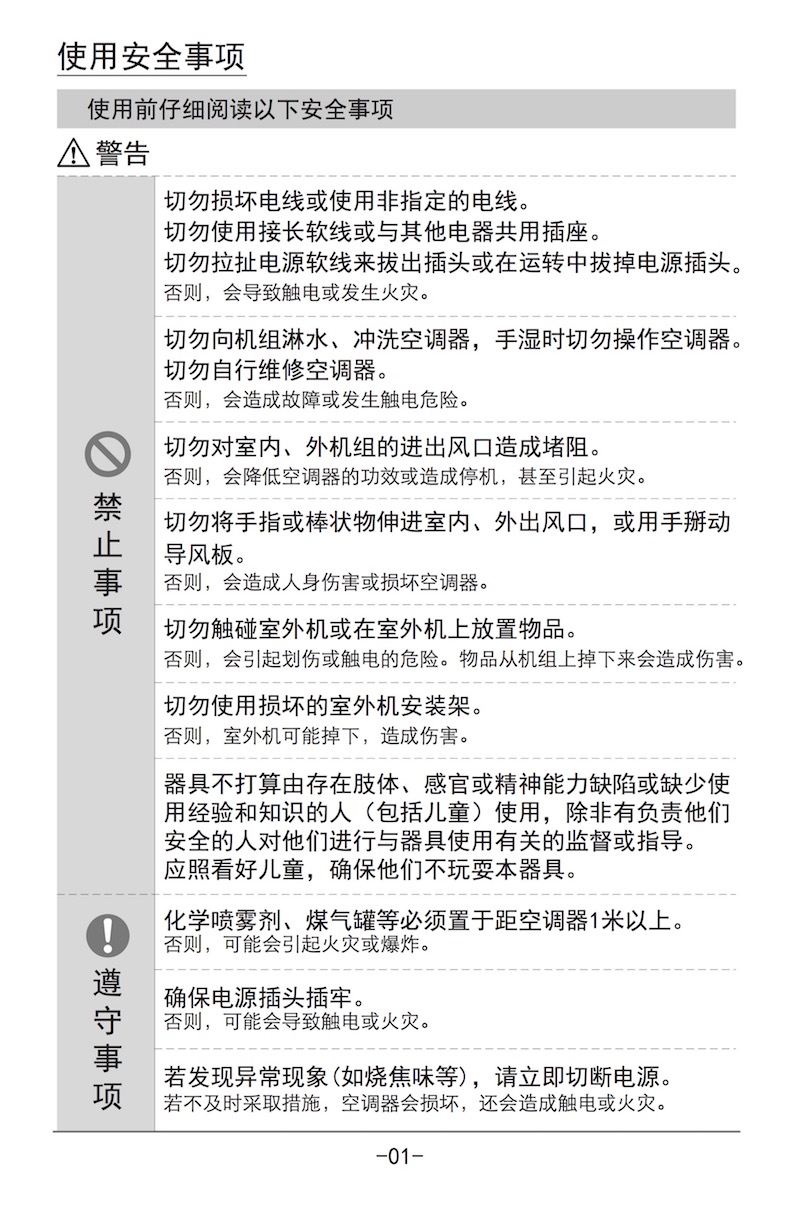 使用安全事项
使用前仔细阅读以下安全事项
警告
禁止事项
切勿损坏电线或使用非指定的电线。
切勿使用接长软线或与其他电器共用插座。
切勿拉扯电源软线来拔出插头或在运转中拔掉电源插头。
否则，会导致触电或发生火灾。
切勿向机组淋水、冲洗空调器，手湿时切勿操作空调器。
切勿自行维修空调器。
否则，会造成故障或发生触电危险。
切勿对室内、外机组的进出风口造成堵阻。
否则，会降低空调器的功效或造成停机，甚至引起火灾。
切勿将手指或棒状物伸进室内、外出风口，或用手掰动
导风板。
否则，会造成人身伤害或损坏空调器。
切勿触碰室外机或在室外机上放置物品。
否则，会引起划伤或触电的危险。物品从机组上掉下来会造成伤害。
切勿使用损坏的室外机安装架。
否则，室外机可能掉下，造成伤害。
器具不打算由存在肢体、感官或精神能力缺陷或缺少使
用经验和知识的人（包括儿童）使用，除非有负责他们
安全的人对他们进行与器具使用有关的监督或指导。
应照看好儿童，确保他们不玩耍本器具。
遵守事项
化学喷雾剂、煤气罐等必须置于距空调器1米以上。
否则，可能会引起火灾或爆炸。
确保电源插头插牢。
否则，可能会导致触电或火灾。
若发现异常现象(如烧焦味等)，请立即切断电源。
若不及时采取措施，空调器会损坏，还会造成触电或火灾。
-01-